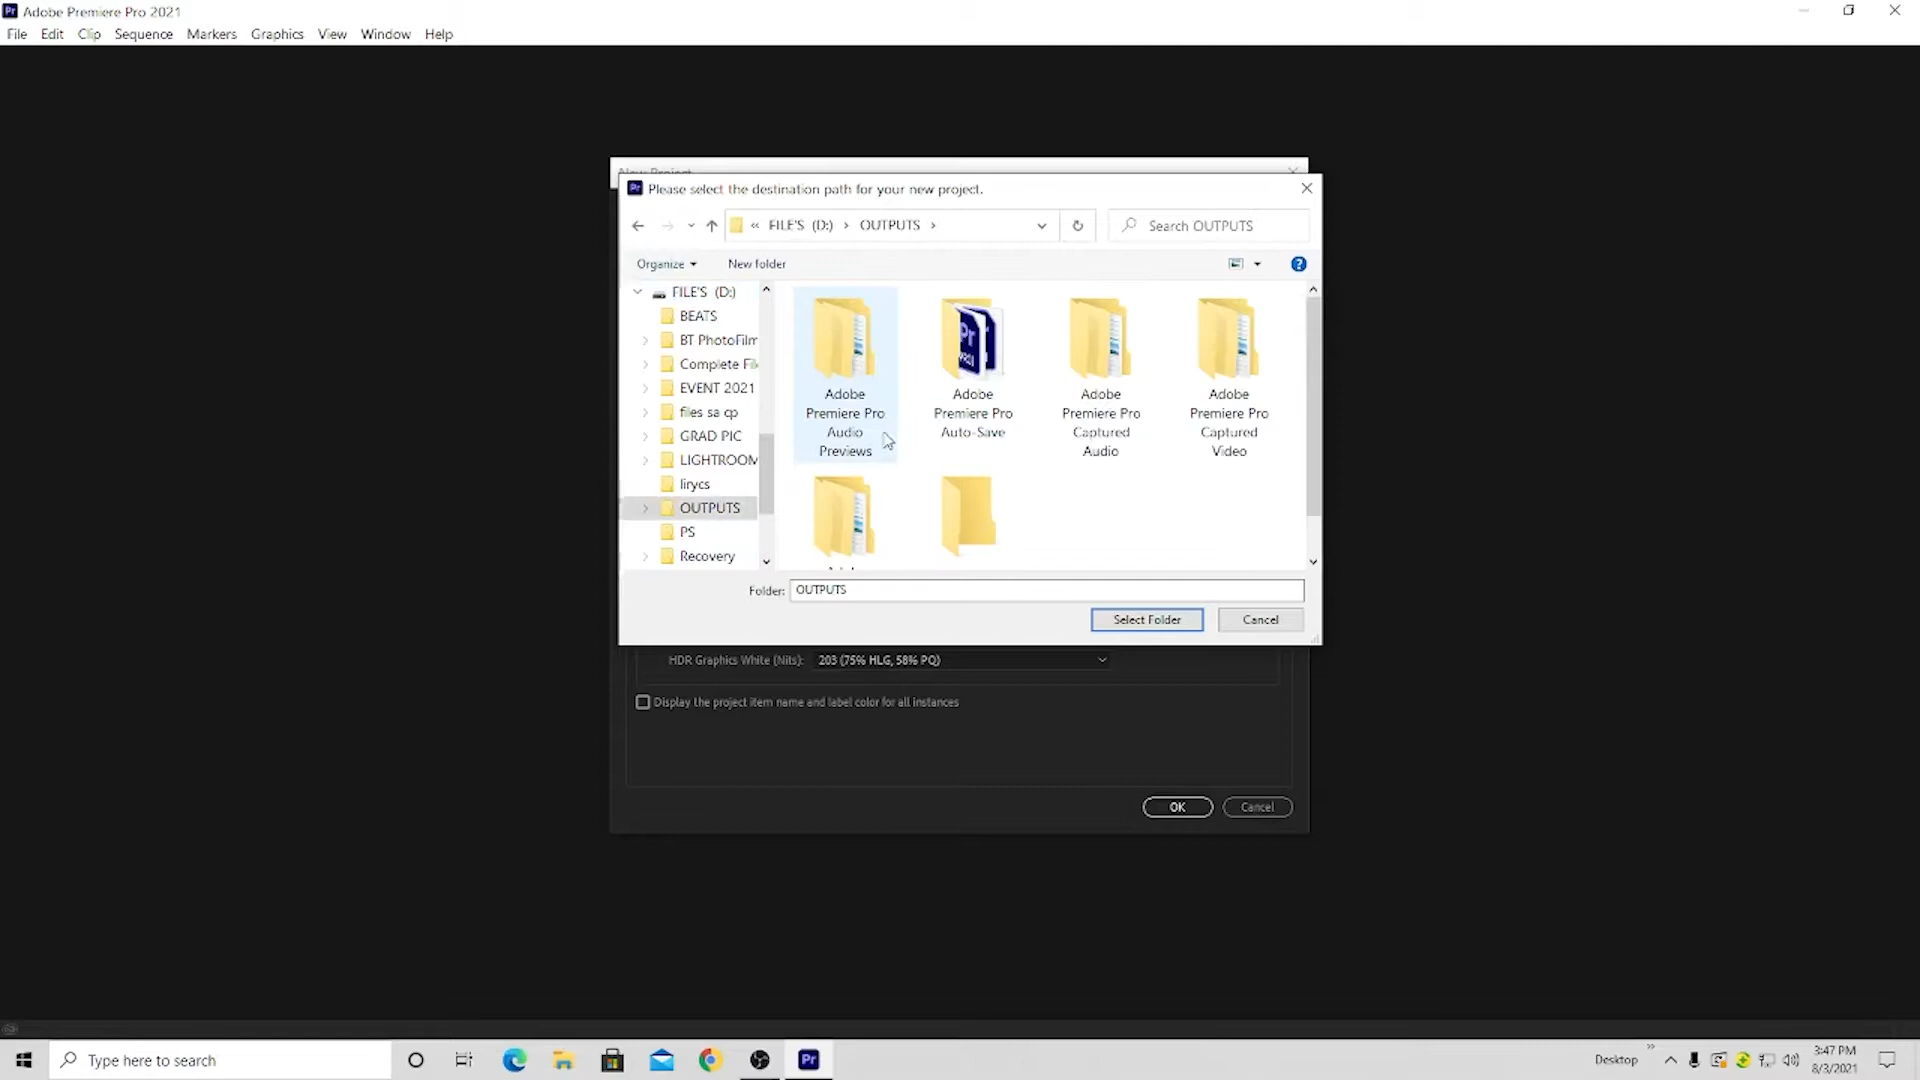 Adobe Premiere Pro 2021
File Edit Clip Sequence Markers Graphics View Window Help
New Project
Please select the destination path for your new project.
« FILE'S (D:) › OUTPUTS ›
Search OUTPUTS
Organize New folder
FILE'S (D:)
BEATS
BT PhotoFilm
Complete File
EVENT 2021
files sa cp
GRAD PIC
LIGHTROOM
lirycs
OUTPUTS
PS
Recovery
Adobe
Premiere Pro
Audio
Previews
Adobe
Premiere Pro
Auto-Save
Adobe
Premiere Pro
Captured
Audio
Adobe
Premiere Pro
Captured
Video
Folder: OUTPUTS
Select Folder Cancel
HDR Graphics White (Nits): 203 (75% HLG, 58% PQ)
Display the project item name and label color for all instances
OK Cancel
Type here to search
Desktop
3:47 PM
8/3/2021